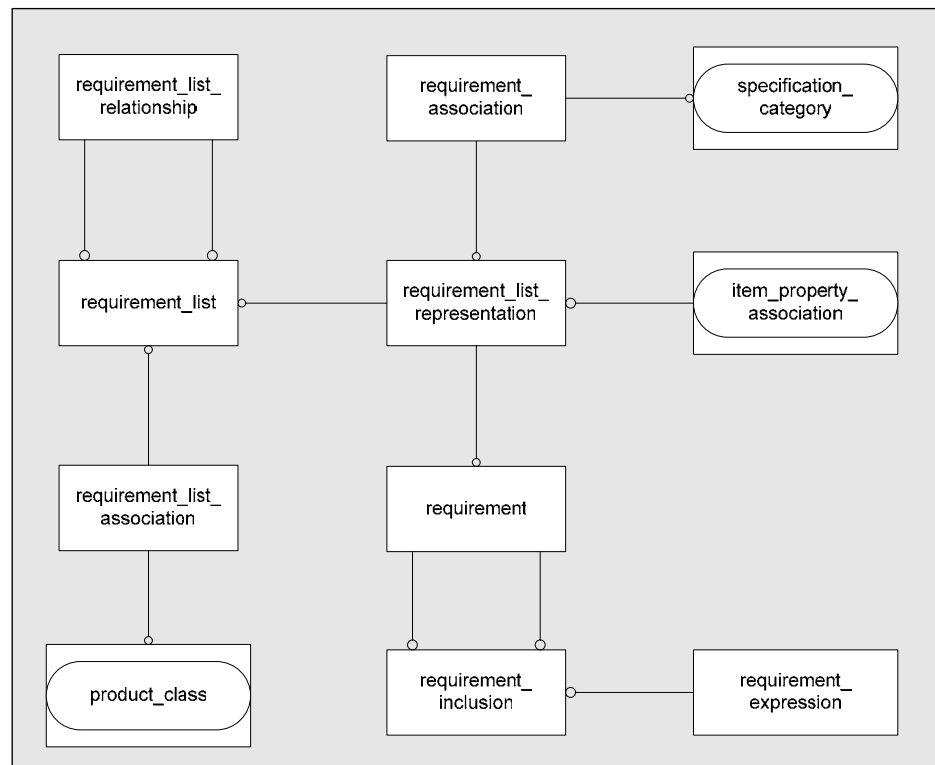 requirement_list_
relationship
requirement_
association
specification_
category
requirement_list
requirement_list_
representation
item_property_
association
requirement_list_
association
requirement
product_class
requirement_
inclusion
requirement_
expression